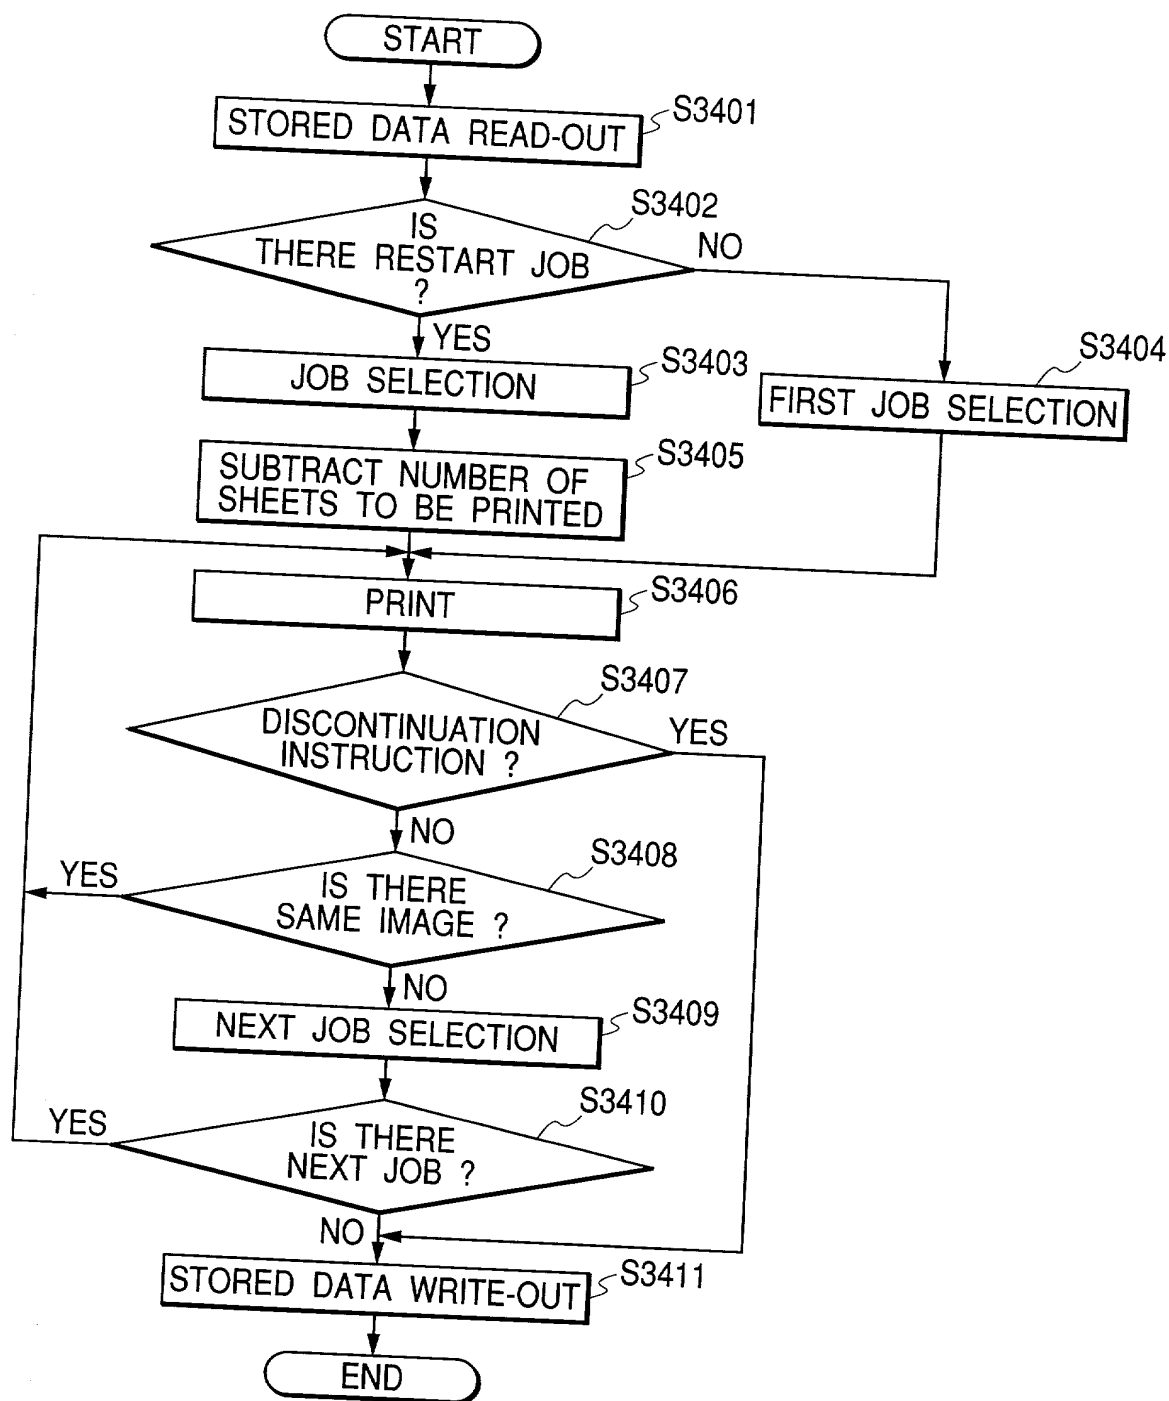 START
STORED DATA READ-OUT
S3401
IS
THERE RESTART JOB
?
S3402
NO
YES
JOB SELECTION
S3403
FIRST JOB SELECTION
S3404
SUBTRACT NUMBER OF
SHEETS TO BE PRINTED
S3405
PRINT
S3406
DISCONTINUATION
INSTRUCTION ?
S3407
YES
NO
IS THERE
SAME IMAGE ?
S3408
YES
NO
NEXT JOB SELECTION
S3409
IS THERE
NEXT JOB ?
S3410
YES
NO
STORED DATA WRITE-OUT
S3411
END